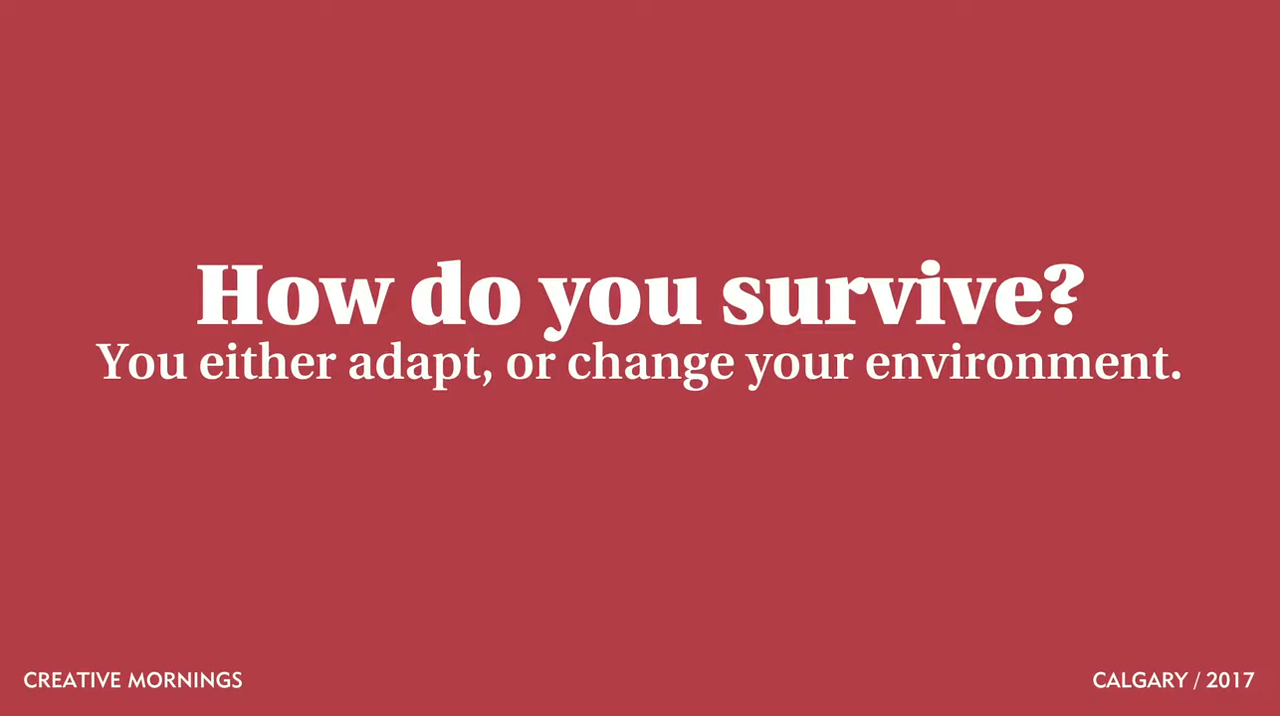 How do you survive?
You either adapt, or change your environment.
CREATIVE MORNINGS
CALGARY / 2017